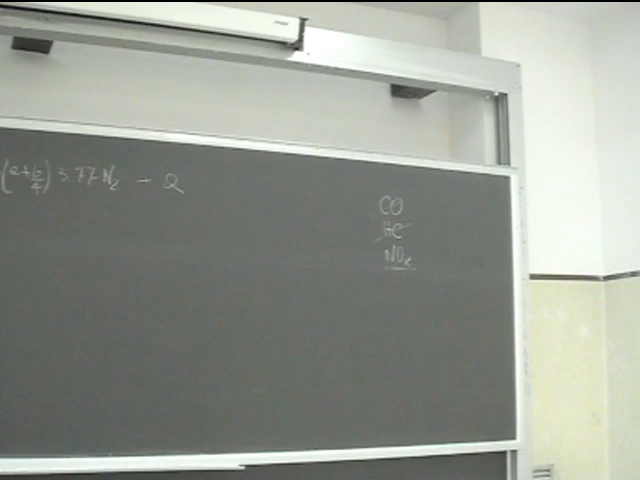 (a+b/4) 3.77 N₂ - Q
CO
HC
NOx